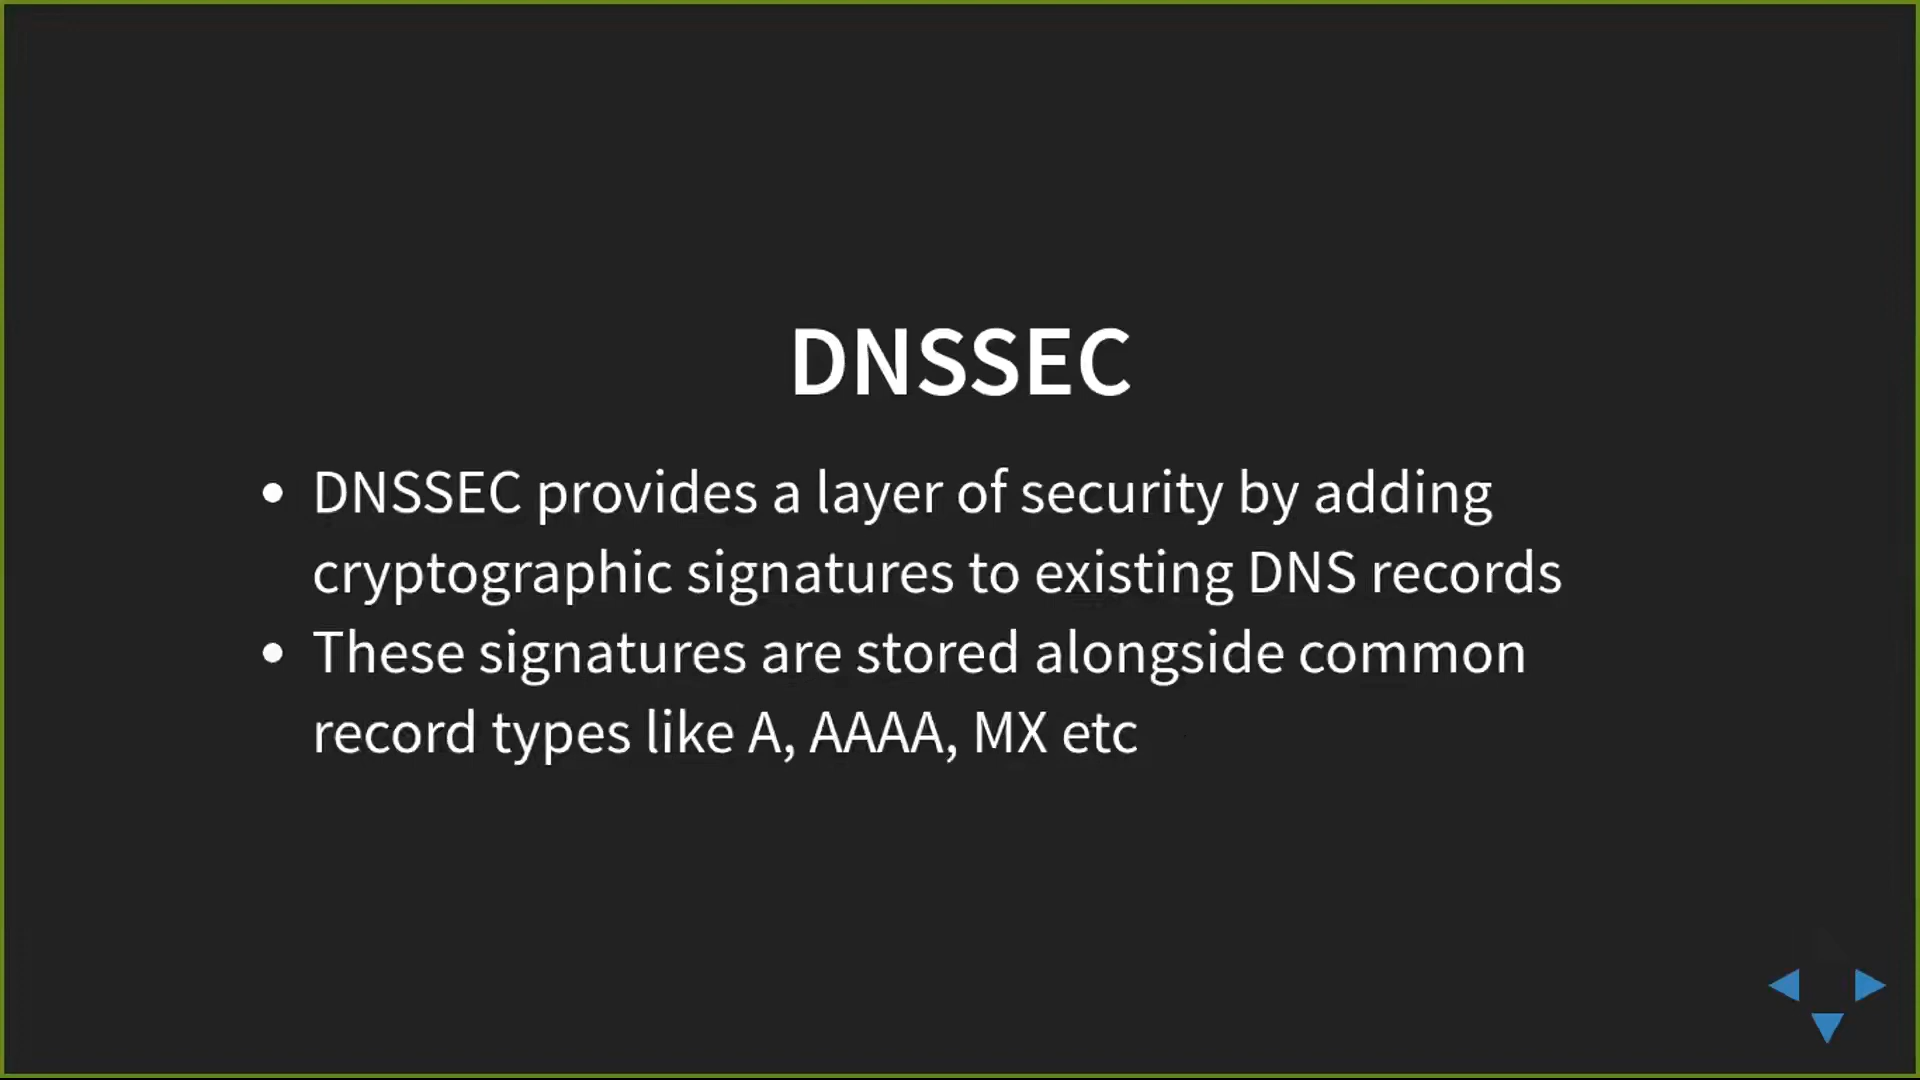 DNSSEC
• DNSSEC provides a layer of security by adding
cryptographic signatures to existing DNS records
• These signatures are stored alongside common
record types like A, AAAA, MX etc